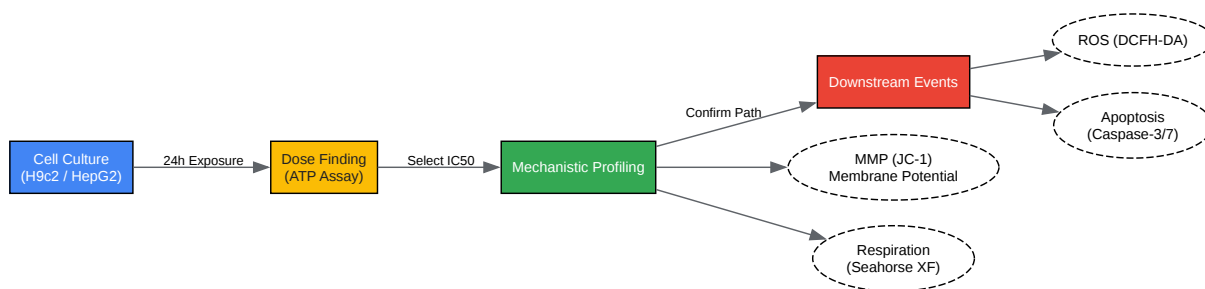 Cell Culture
(H9c2 / HepG2)
24h Exposure
Dose Finding
(ATP Assay)
Select IC50
Mechanistic Profiling
Confirm Path
Downstream Events
ROS (DCFH-DA)
Apoptosis
(Caspase-3/7)
MMP (JC-1)
Membrane Potential
Respiration
(Seahorse XF)